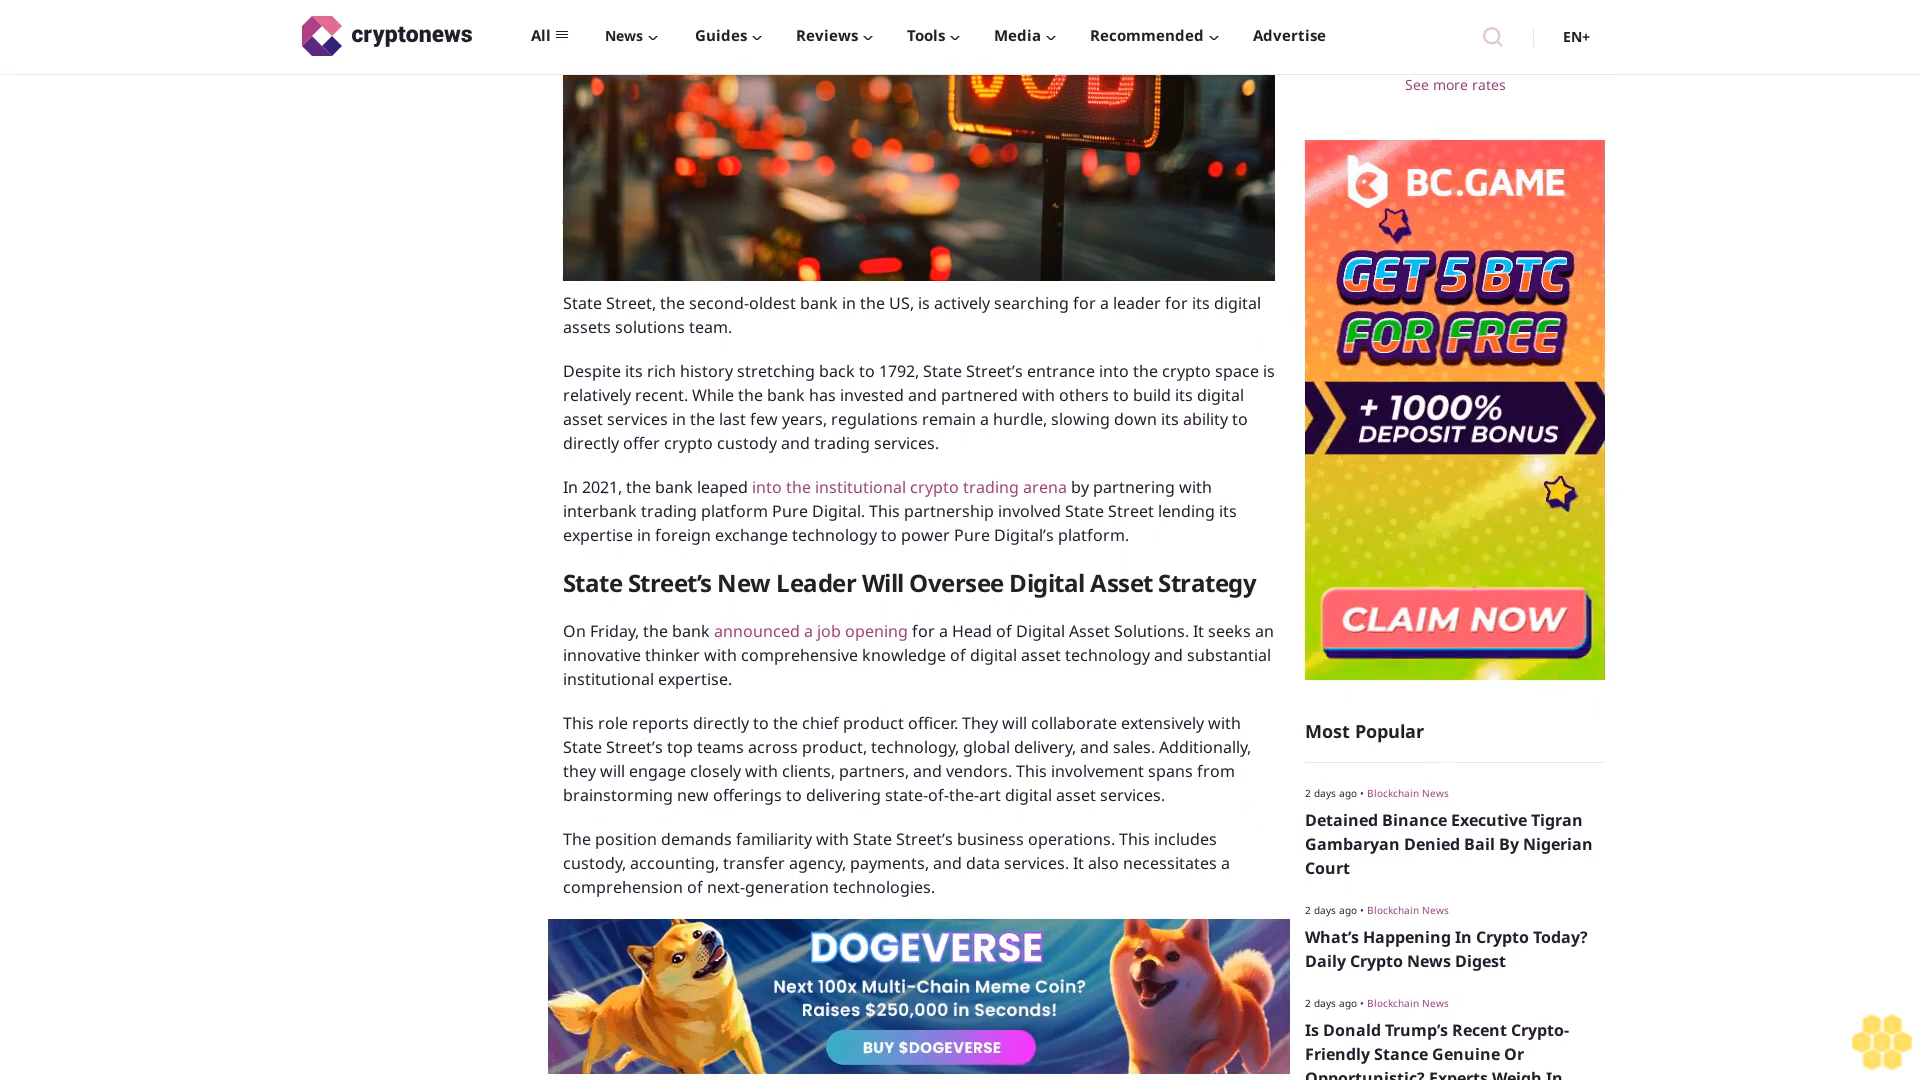 cryptonews
All
News
Guides
Reviews
Tools
Media
Recommended
Advertise
EN+
See more rates
State Street, the second-oldest bank in the US, is actively searching for a leader for its digital
assets solutions team.
Despite its rich history stretching back to 1792, State Street’s entrance into the crypto space is
relatively recent. While the bank has invested and partnered with others to build its digital
asset services in the last few years, regulations remain a hurdle, slowing down its ability to
directly offer crypto custody and trading services.
In 2021, the bank leaped into the institutional crypto trading arena by partnering with
interbank trading platform Pure Digital. This partnership involved State Street lending its
expertise in foreign exchange technology to power Pure Digital’s platform.
State Street’s New Leader Will Oversee Digital Asset Strategy
On Friday, the bank announced a job opening for a Head of Digital Asset Solutions. It seeks an
innovative thinker with comprehensive knowledge of digital asset technology and substantial
institutional expertise.
This role reports directly to the chief product officer. They will collaborate extensively with
State Street’s top teams across product, technology, global delivery, and sales. Additionally,
they will engage closely with clients, partners, and vendors. This involvement spans from
brainstorming new offerings to delivering state-of-the-art digital asset services.
The position demands familiarity with State Street’s business operations. This includes
custody, accounting, transfer agency, payments, and data services. It also necessitates a
comprehension of next-generation technologies.
DOGEVERSE
Next 100x Multi-Chain Meme Coin?
Raises $250,000 in Seconds!
BUY $DOGEVERSE
BC.GAME
GET 5 BTC
FOR FREE
+ 1000%
DEPOSIT BONUS
CLAIM NOW
Most Popular
2 days ago • Blockchain News
Detained Binance Executive Tigran
Gambaryan Denied Bail By Nigerian
Court
2 days ago • Blockchain News
What’s Happening In Crypto Today?
Daily Crypto News Digest
2 days ago • Blockchain News
Is Donald Trump’s Recent Crypto-
Friendly Stance Genuine Or
Opportunistic? Experts Weigh In